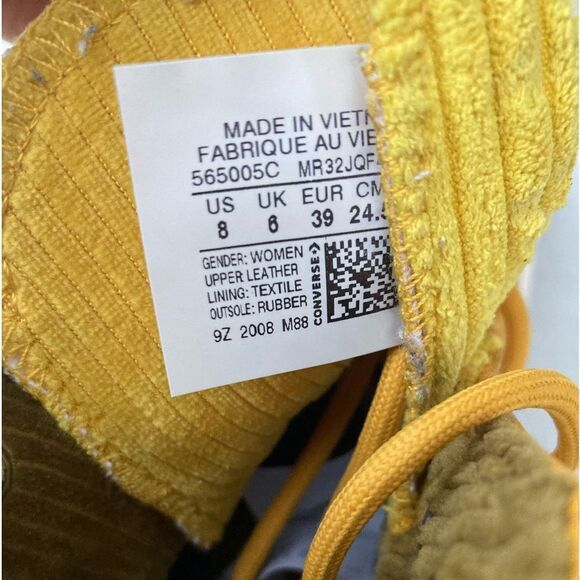 MADE IN VIETN
FABRIQUE AU VIE
565005C MR32JQF
US UK EUR CM
8 6 39 24.5
GENDER: WOMEN
UPPER LEATHER
LINING: TEXTILE
OUTSOLE: RUBBER
CONVERSE
9Z 2008 M88